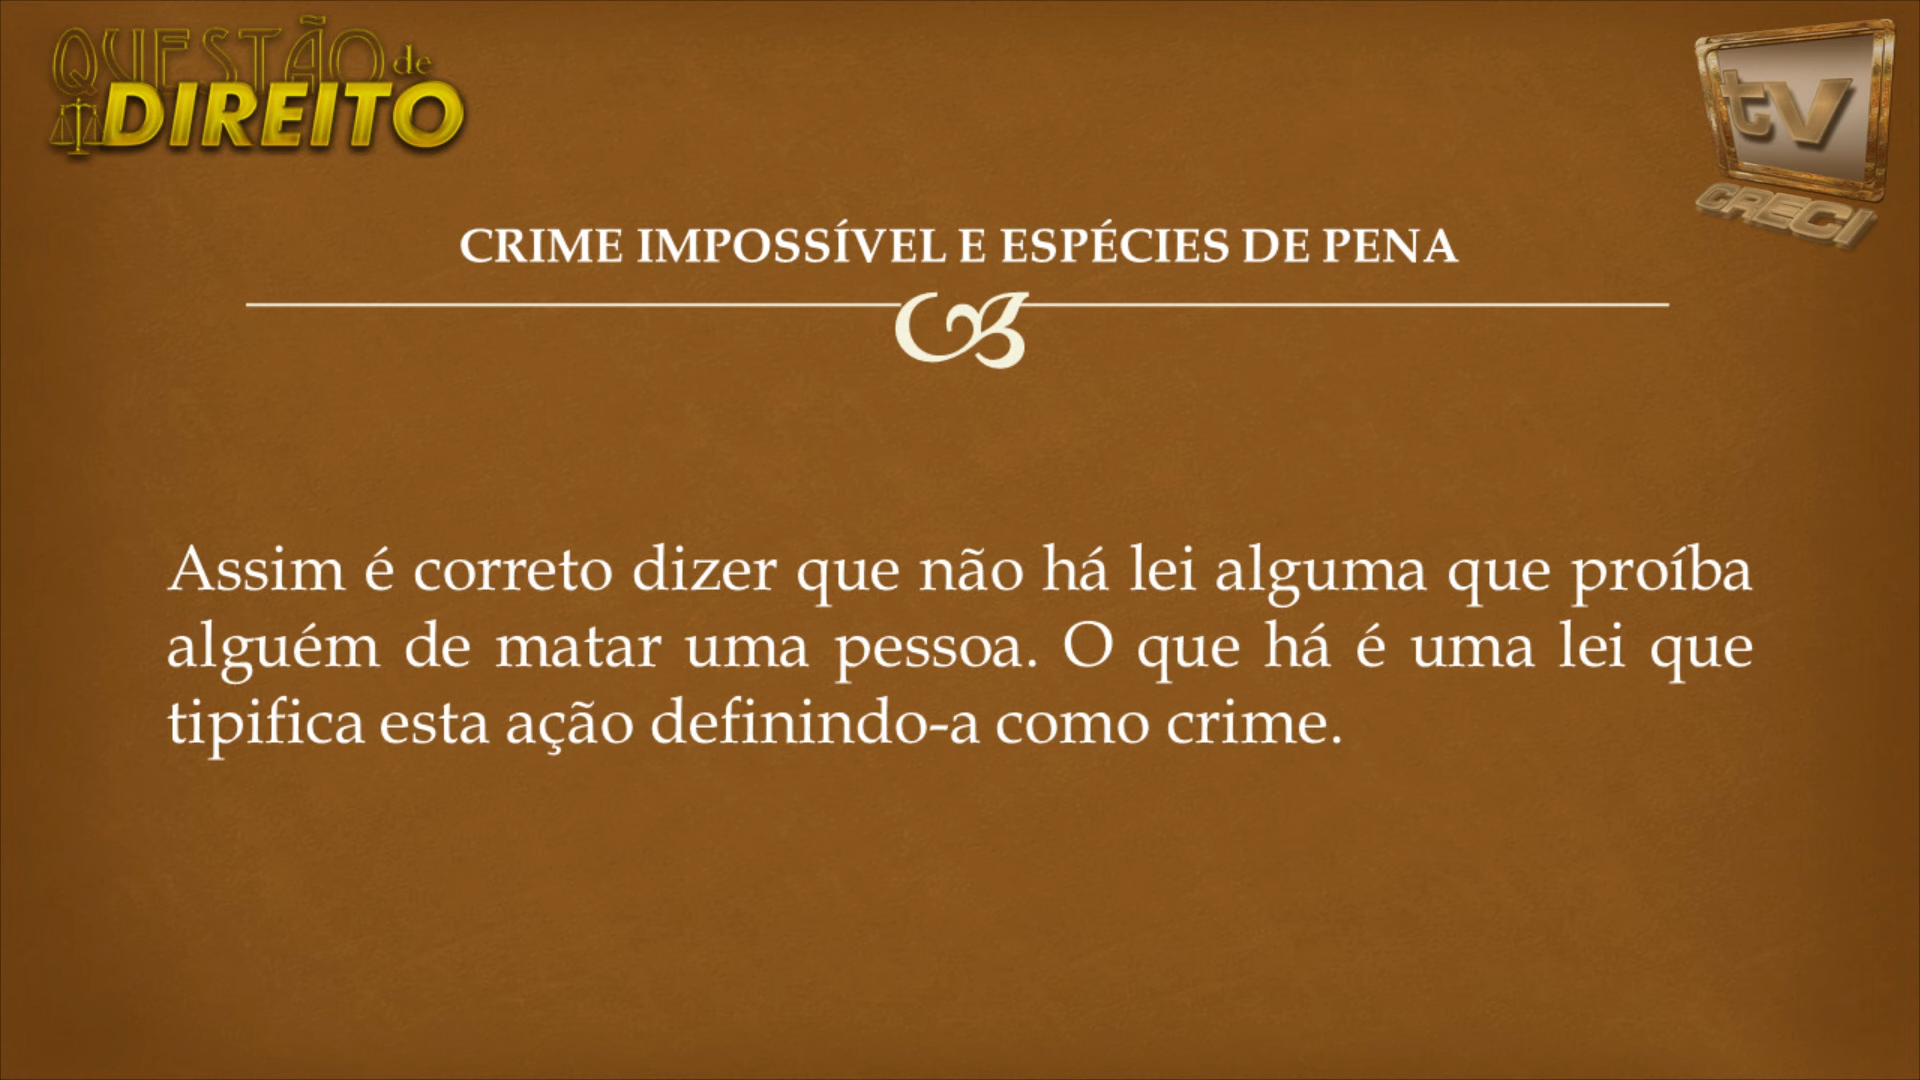 QUESTÃO de
DIREITO
tv
CRECI
CRIME IMPOSSÍVEL E ESPÉCIES DE PENA
Assim é correto dizer que não há lei alguma que proíba
alguém de matar uma pessoa. O que há é uma lei que
tipifica esta ação definindo-a como crime.